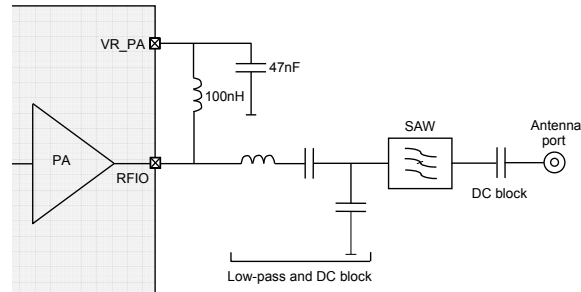 VR_PA
47nF
100nH
SAW
Antenna
port
PA
RFIO
DC block
Low-pass and DC block